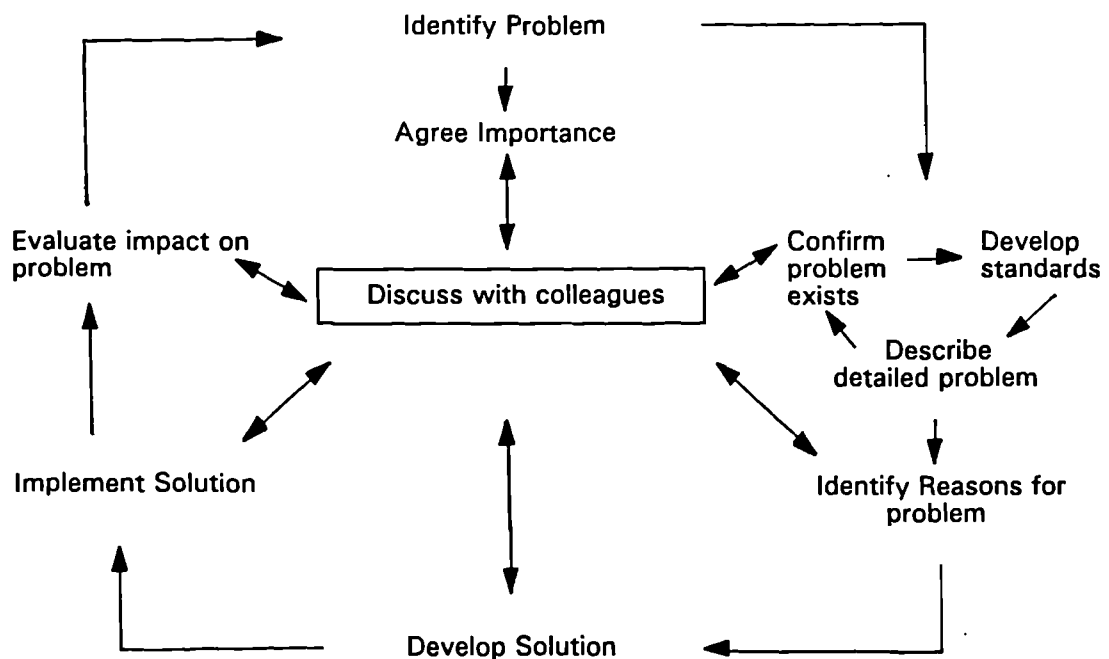 Identify Problem
Agree Importance
Evaluate impact on
problem
Discuss with colleagues
Confirm
problem
exists
Develop
standards
Describe
detailed problem
Implement Solution
Identify Reasons for
problem
Develop Solution